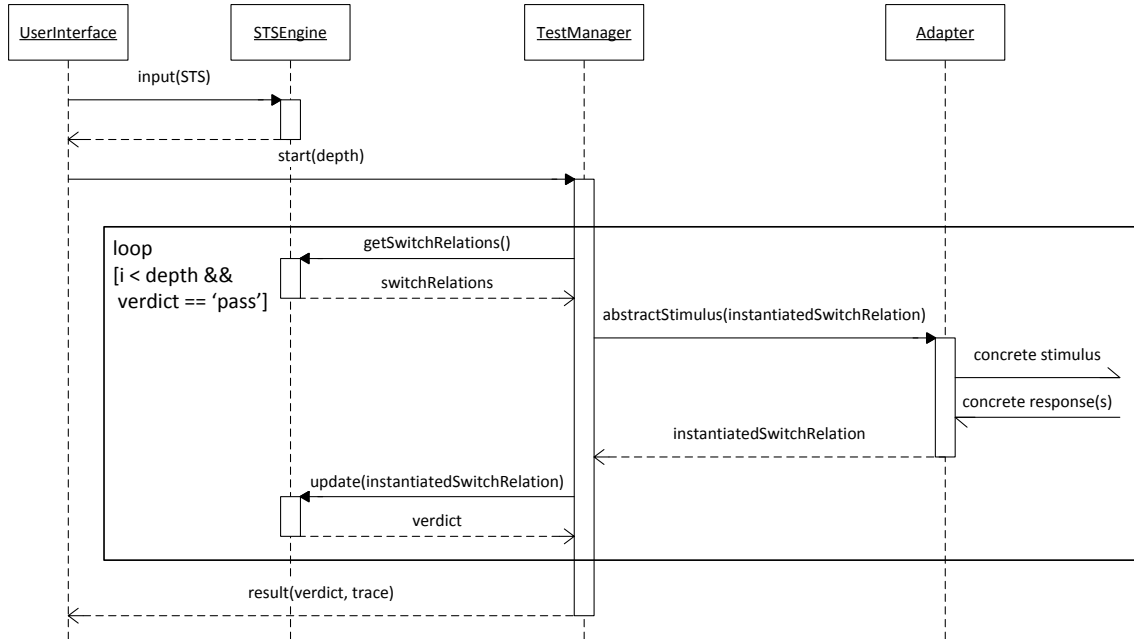 UserInterface
STSEngine
TestManager
Adapter
input(STS)
start(depth)
loop
[i < depth &&
verdict == ‘pass’]
getSwitchRelations()
switchRelations
abstractStimulus(instantiatedSwitchRelation)
concrete stimulus
concrete response(s)
instantiatedSwitchRelation
update(instantiatedSwitchRelation)
verdict
result(verdict, trace)